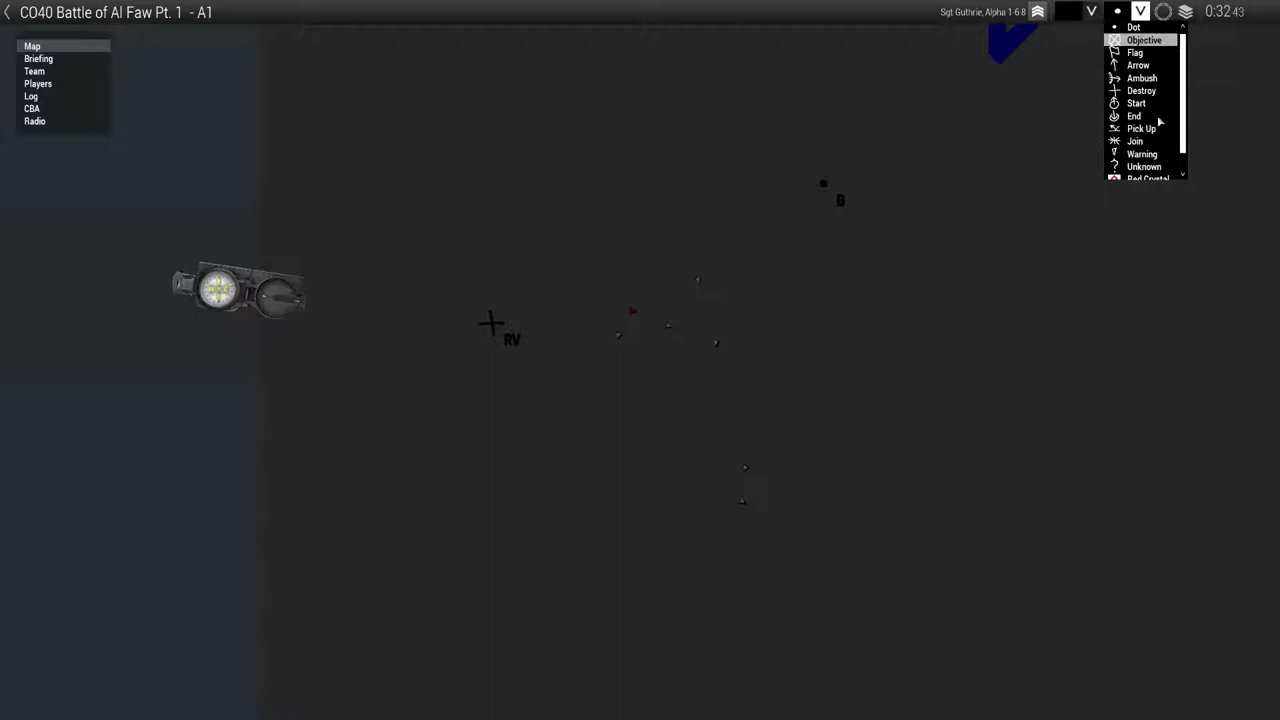 CO40 Battle of Al Faw Pt. 1 - A1
Sgt Guthrie, Alpha 1-6 8
0:32 43
Map
Briefing
Team
Players
Log
CBA
Radio
Dot
Objective
Flag
Arrow
Ambush
Destroy
Start
End
Pick Up
Join
Warning
Unknown
Red Crystal
B
RV